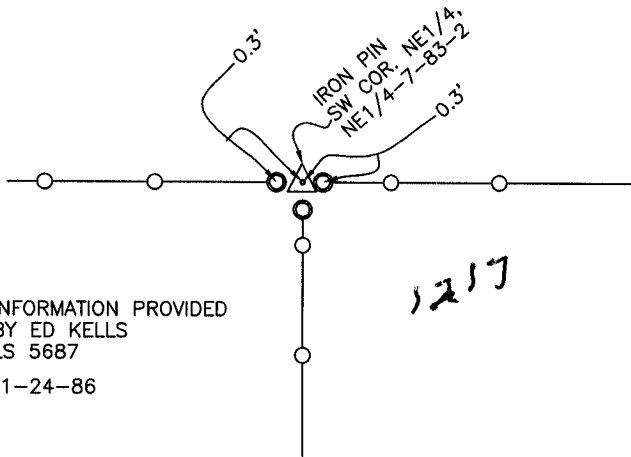 0.3'
IRON PIN
SW COR. NE1/4,
NE1/4-7-83-2
0.3'
1217
NFORMATION PROVIDED
BY ED KELLS
LS 5687
1-24-86